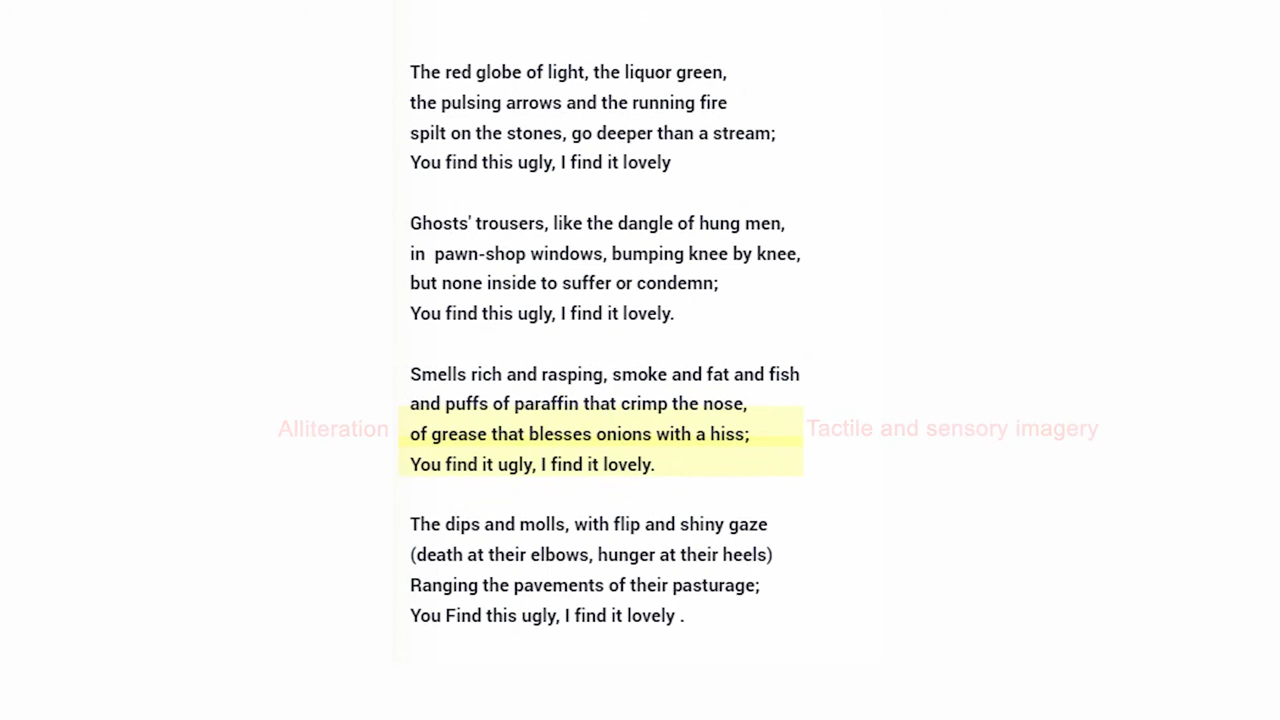 The red globe of light, the liquor green,
the pulsing arrows and the running fire
spilt on the stones, go deeper than a stream;
You find this ugly, I find it lovely
Ghosts' trousers, like the dangle of hung men,
in pawn-shop windows, bumping knee by knee,
but none inside to suffer or condemn;
You find this ugly, I find it lovely.
Smells rich and rasping, smoke and fat and fish
and puffs of paraffin that crimp the nose,
Alliteration
of grease that blesses onions with a hiss;
Tactile and sensory imagery
You find it ugly, I find it lovely.
The dips and molls, with flip and shiny gaze
(death at their elbows, hunger at their heels)
Ranging the pavements of their pasturage;
You Find this ugly, I find it lovely .